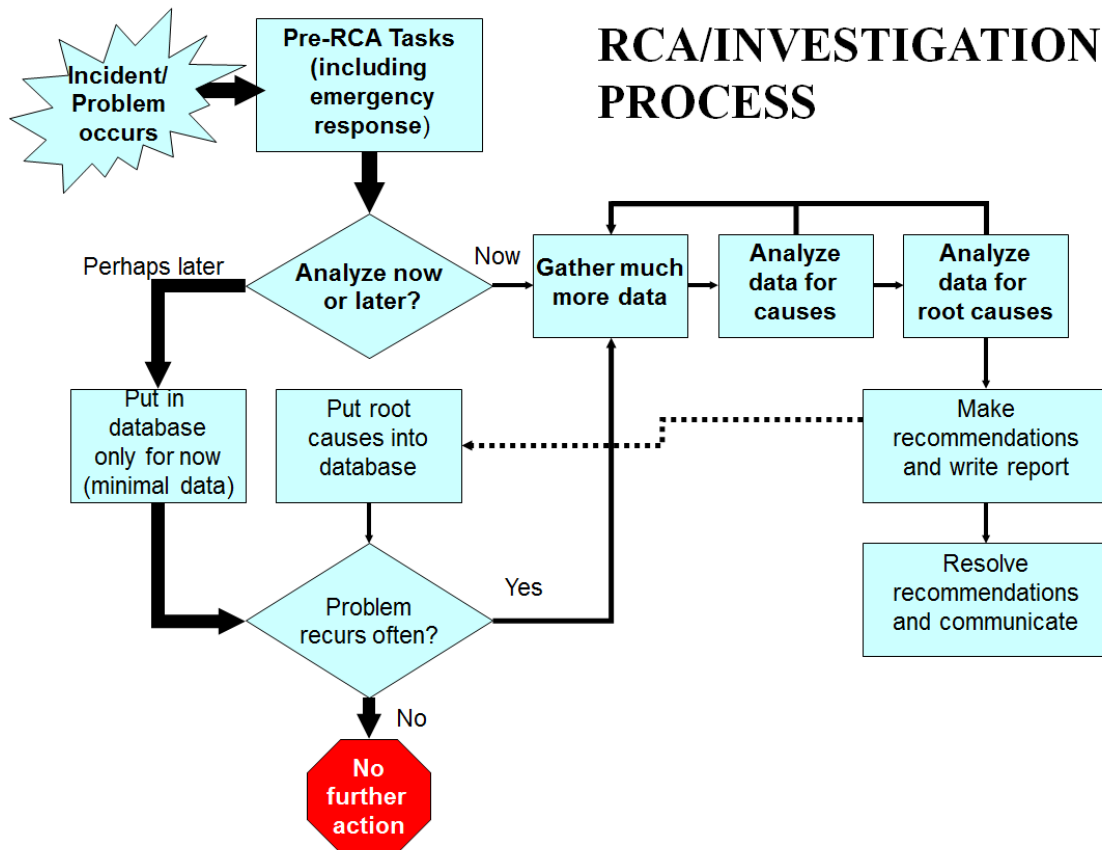 RCA/INVESTIGATION
PROCESS
Incident/
Problem
occurs
Pre-RCA Tasks
(including
emergency
response)
Analyze now
or later?
Perhaps later
Now
Gather much
more data
Analyze
data for
causes
Analyze
data for
root causes
Put in
database
only for now
(minimal data)
Put root
causes into
database
Make
recommendations
and write report
Problem
recurs often?
Yes
Resolve
recommendations
and communicate
No
No
further
action